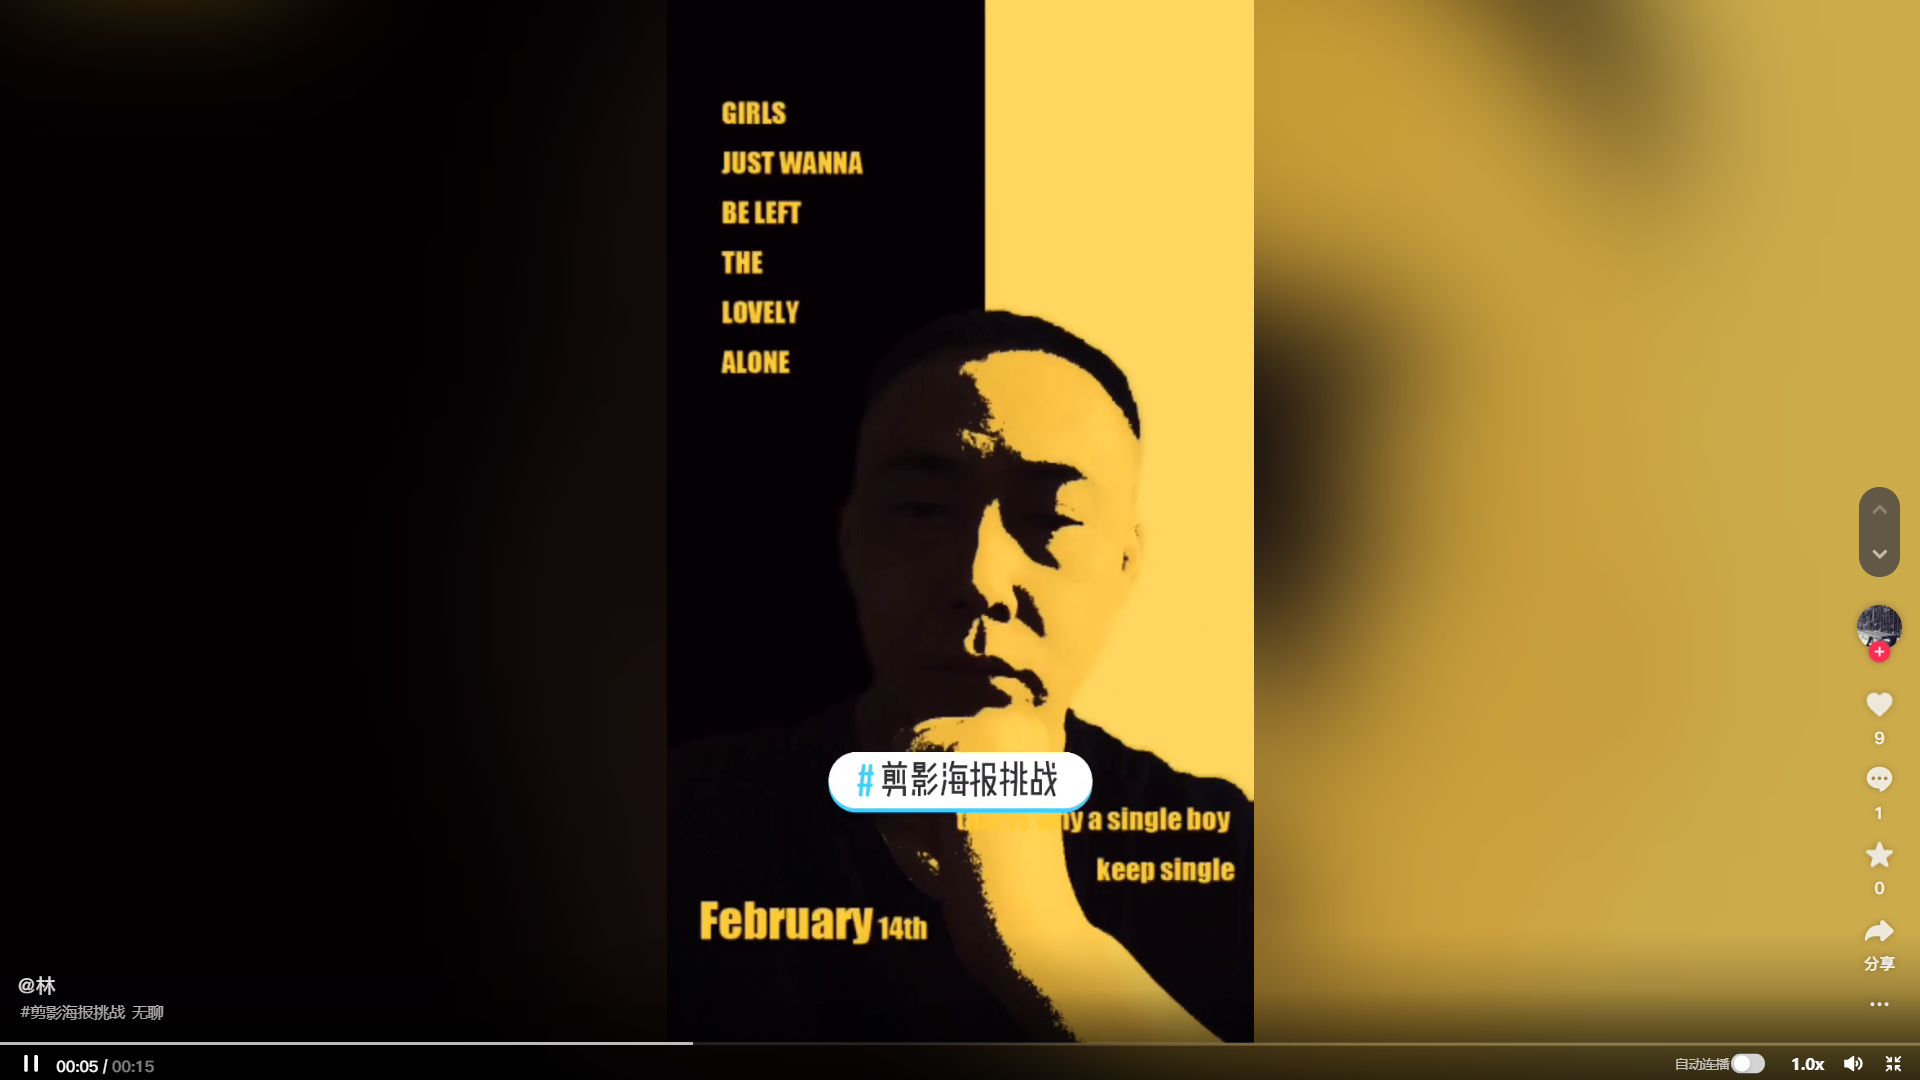 GIRLS
JUST WANNA
BE LEFT
THE
LOVELY
ALONE
#剪影海报挑战
a single boy
keep single
February 14th
9
1
0
分享
@林
#剪影海报挑战 无聊
00:05 / 00:15
自动连播
1.0x